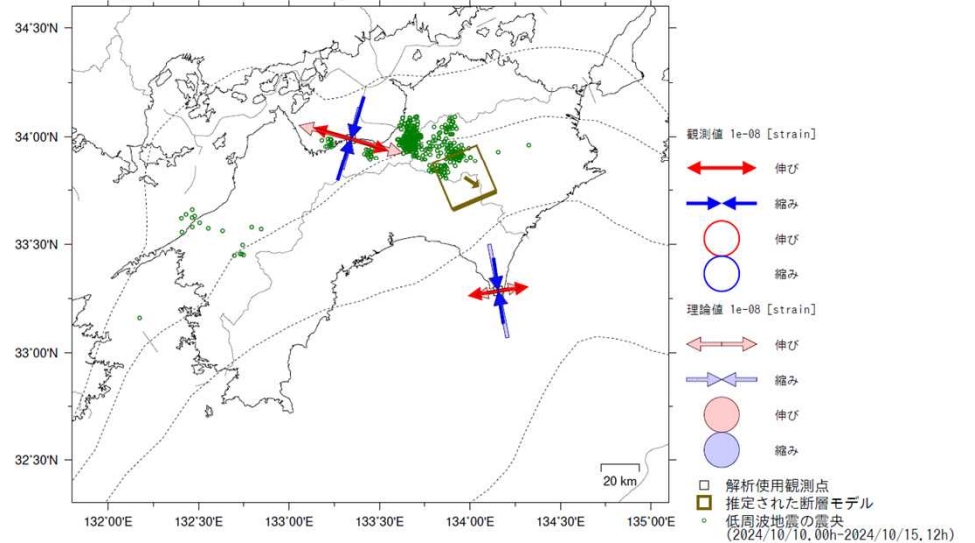 34°30'N
34°00'N
33°30'N
33°00'N
32°30'N
132°00'E 132°30'E 133°00'E 133°30'E 134°00'E 134°30'E 135°00'E
20 km
観測値 1e-08 [strain]
伸び
縮み
伸び
縮み
理論値 1e-08 [strain]
伸び
縮み
伸び
縮み
解析使用観測点
推定された断層モデル
低周波地震の震央
(2024/10/10.00h-2024/10/15.12h)